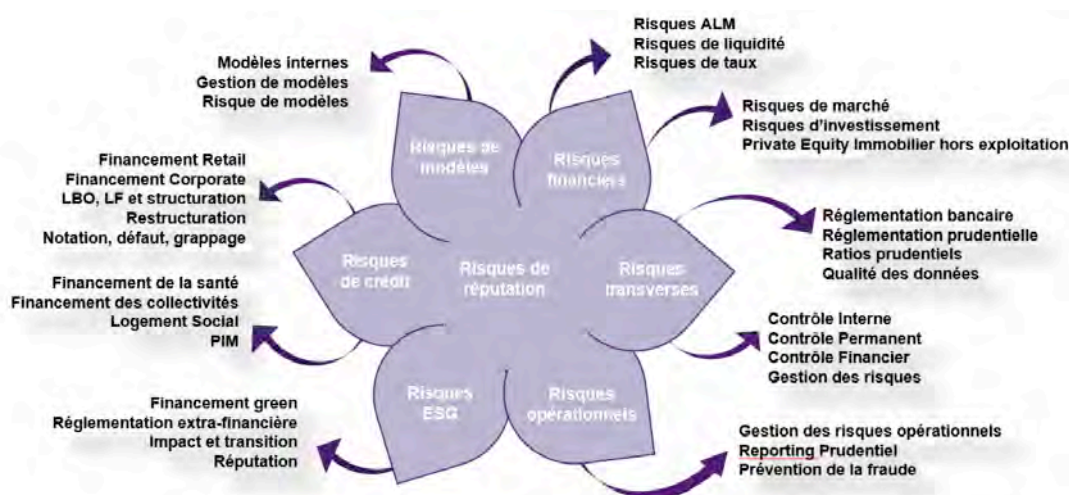 Modèles internes
Gestion de modèles
Risque de modèles
Risques ALM
Risques de liquidité
Risques de taux
Risques de marché
Risques d'investissement
Private Equity Immobilier hors exploitation
Financement Retail
Financement Corporate
LBO, LF et structuration
Restructuration
Notation, défaut, grappage
Réglementation bancaire
Réglementation prudentielle
Ratios prudentiels
Qualité des données
Financement de la santé
Financement des collectivités
Logement Social
PIM
Contrôle Interne
Contrôle Permanent
Contrôle Financier
Gestion des risques
Financement green
Réglementation extra-financière
Impact et transition
Réputation
Gestion des risques opérationnels
Reporting Prudentiel
Prévention de la fraude
Risques de
modèles
Risques
financiers
Risques
de crédit
Risques de
réputation
Risques
transverses
Risques
ESG
Risques
opérationnels